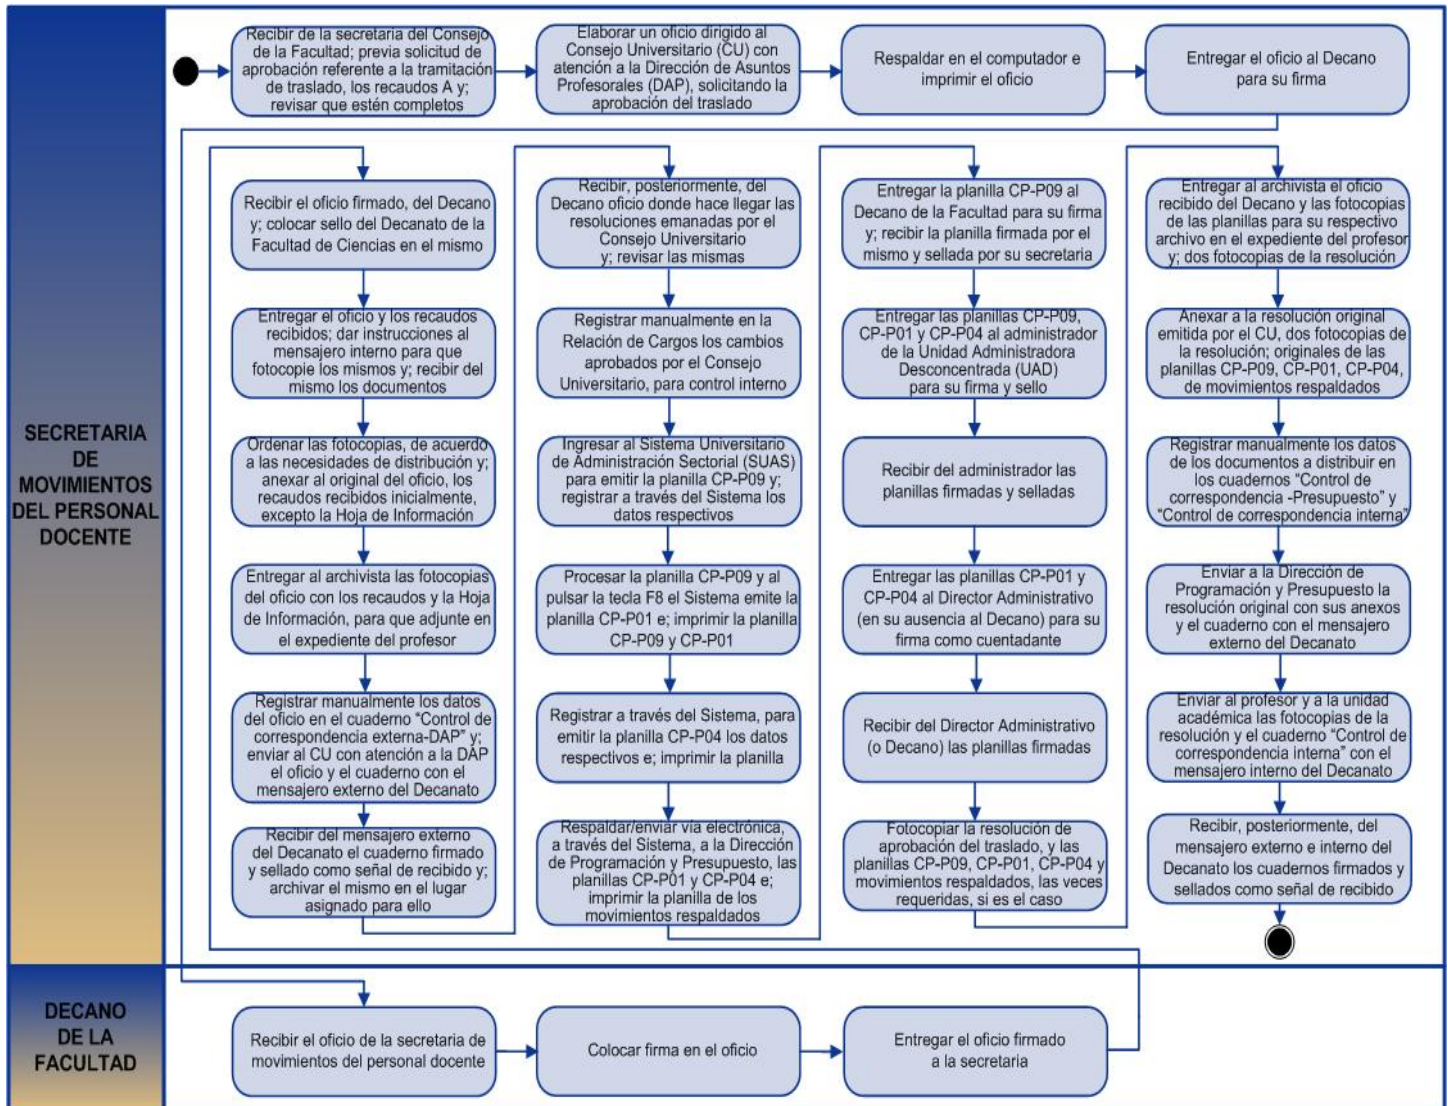 SECRETARIA
DE
MOVIMIENTOS
DEL PERSONAL
DOCENTE
Recibir de la secretaria del Consejo
de la Facultad; previa solicitud de
aprobación referente a la tramitación
de traslado, los recaudos A y;
revisar que estén completos
Elaborar un oficio dirigido al
Consejo Universitario (CU) con
atención a la Dirección de Asuntos
Profesorales (DAP), solicitando la
aprobación del traslado
Respaldar en el computador e
imprimir el oficio
Entregar el oficio al Decano
para su firma
Recibir el oficio firmado, del Decano
y; colocar sello del Decanato de la
Facultad de Ciencias en el mismo
Entregar el oficio y los recaudos
recibidos; dar instrucciones al
mensajero interno para que
fotocopie los mismos y; recibir del
mismo los documentos
Ordenar las fotocopias, de acuerdo
a las necesidades de distribución y;
anexar al original del oficio, los
recaudos recibidos inicialmente,
excepto la Hoja de Información
Entregar al archivista las fotocopias
del oficio con los recaudos y la Hoja
de Información, para que adjunte en
el expediente del profesor
Registrar manualmente los datos
del oficio en el cuaderno “Control de
correspondencia externa-DAP” y;
enviar al CU con atención a la DAP
el oficio y el cuaderno con el
mensajero externo del Decanato
Recibir del mensajero externo
del Decanato el cuaderno firmado
y sellado como señal de recibido y;
archivar el mismo en el lugar
asignado para ello
Recibir, posteriormente, del
Decano oficio donde hace llegar las
resoluciones emanadas por el
Consejo Universitario
y; revisar las mismas
Registrar manualmente en la
Relación de Cargos los cambios
aprobados por el Consejo
Universitario, para control interno
Ingresar al Sistema Universitario
de Administración Sectorial (SUAS)
para emitir la planilla CP-P09 y;
registrar a través del Sistema los
datos respectivos
Procesar la planilla CP-P09 y al
pulsar la tecla F8 el Sistema emite la
planilla CP-P01 e; imprimir la planilla
CP-P09 y CP-P01
Registrar a través del Sistema, para
emitir la planilla CP-P04 los datos
respectivos e; imprimir la planilla
Respaldar/enviar vía electrónica,
a través del Sistema, a la Dirección
de Programación y Presupuesto, las
planillas CP-P01 y CP-P04 e;
imprimir la planilla de los
movimientos respaldados
Entregar la planilla CP-P09 al
Decano de la Facultad para su firma
y; recibir la planilla firmada por el
mismo y sellada por su secretaria
Entregar las planillas CP-P09,
CP-P01 y CP-P04 al administrador
de la Unidad Administradora
Desconcentrada (UAD)
para su firma y sello
Recibir del administrador las
planillas firmadas y selladas
Entregar las planillas CP-P01 y
CP-P04 al Director Administrativo
(en su ausencia al Decano) para su
firma como cuentadante
Recibir del Director Administrativo
(o Decano) las planillas firmadas
Fotocopiar la resolución de
aprobación del traslado, y las
planillas CP-P09, CP-P01, CP-P04 y
movimientos respaldados, las veces
requeridas, si es el caso
Entregar al archivista el oficio
recibido del Decano y las fotocopias
de las planillas para su respectivo
archivo en el expediente del profesor
y; dos fotocopias de la resolución
Anexar a la resolución original
emitida por el CU, dos fotocopias de
la resolución; originales de las
planillas CP-P09, CP-P01, CP-P04,
de movimientos respaldados
Registrar manualmente los datos
de los documentos a distribuir en
los cuadernos “Control de
correspondencia -Presupuesto” y
“Control de correspondencia interna”
Enviar a la Dirección de
Programación y Presupuesto la
resolución original con sus anexos
y el cuaderno con el mensajero
externo del Decanato
Enviar al profesor y a la unidad
académica las fotocopias de la
resolución y el cuaderno “Control de
correspondencia interna” con el
mensajero interno del Decanato
Recibir, posteriormente, del
mensajero externo e interno del
Decanato los cuadernos firmados y
sellados como señal de recibido
DECANO
DE LA
FACULTAD
Recibir el oficio de la secretaria de
movimientos del personal docente
Colocar firma en el oficio
Entregar el oficio firmado
a la secretaria